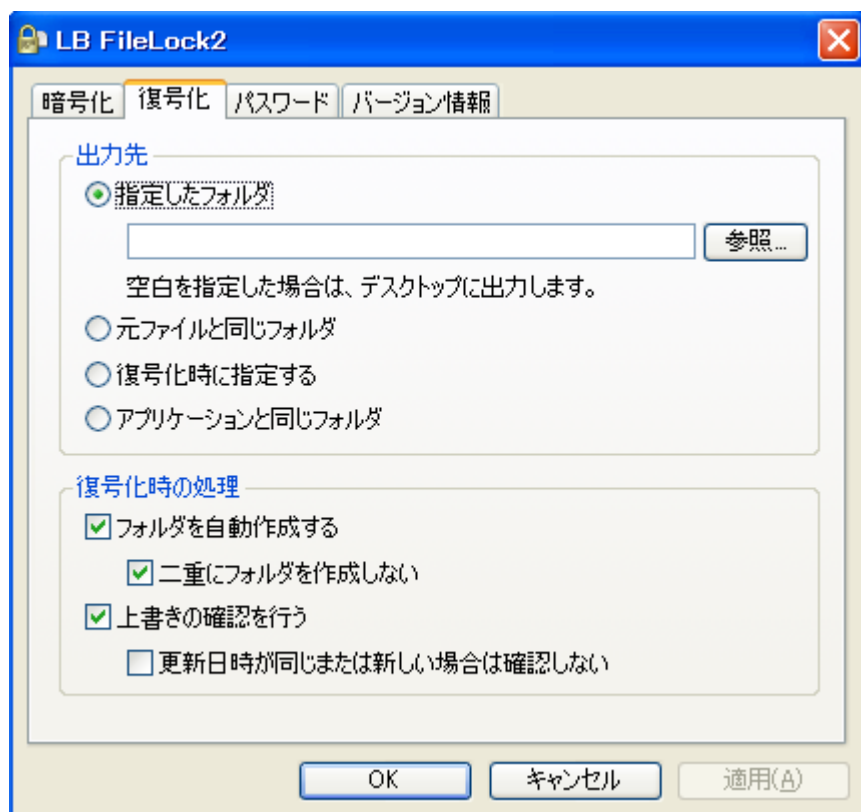 LB FileLock2
暗号化 復号化 パスワード バージョン情報
出力先
指定したフォルダ
参照...
空白を指定した場合は、デスクトップに出力します。
元ファイルと同じフォルダ
復号化時に指定する
アプリケーションと同じフォルダ
復号化時の処理
フォルダを自動作成する
二重にフォルダを作成しない
上書きの確認を行う
更新日時が同じまたは新しい場合は確認しない
OK キャンセル 適用(A)